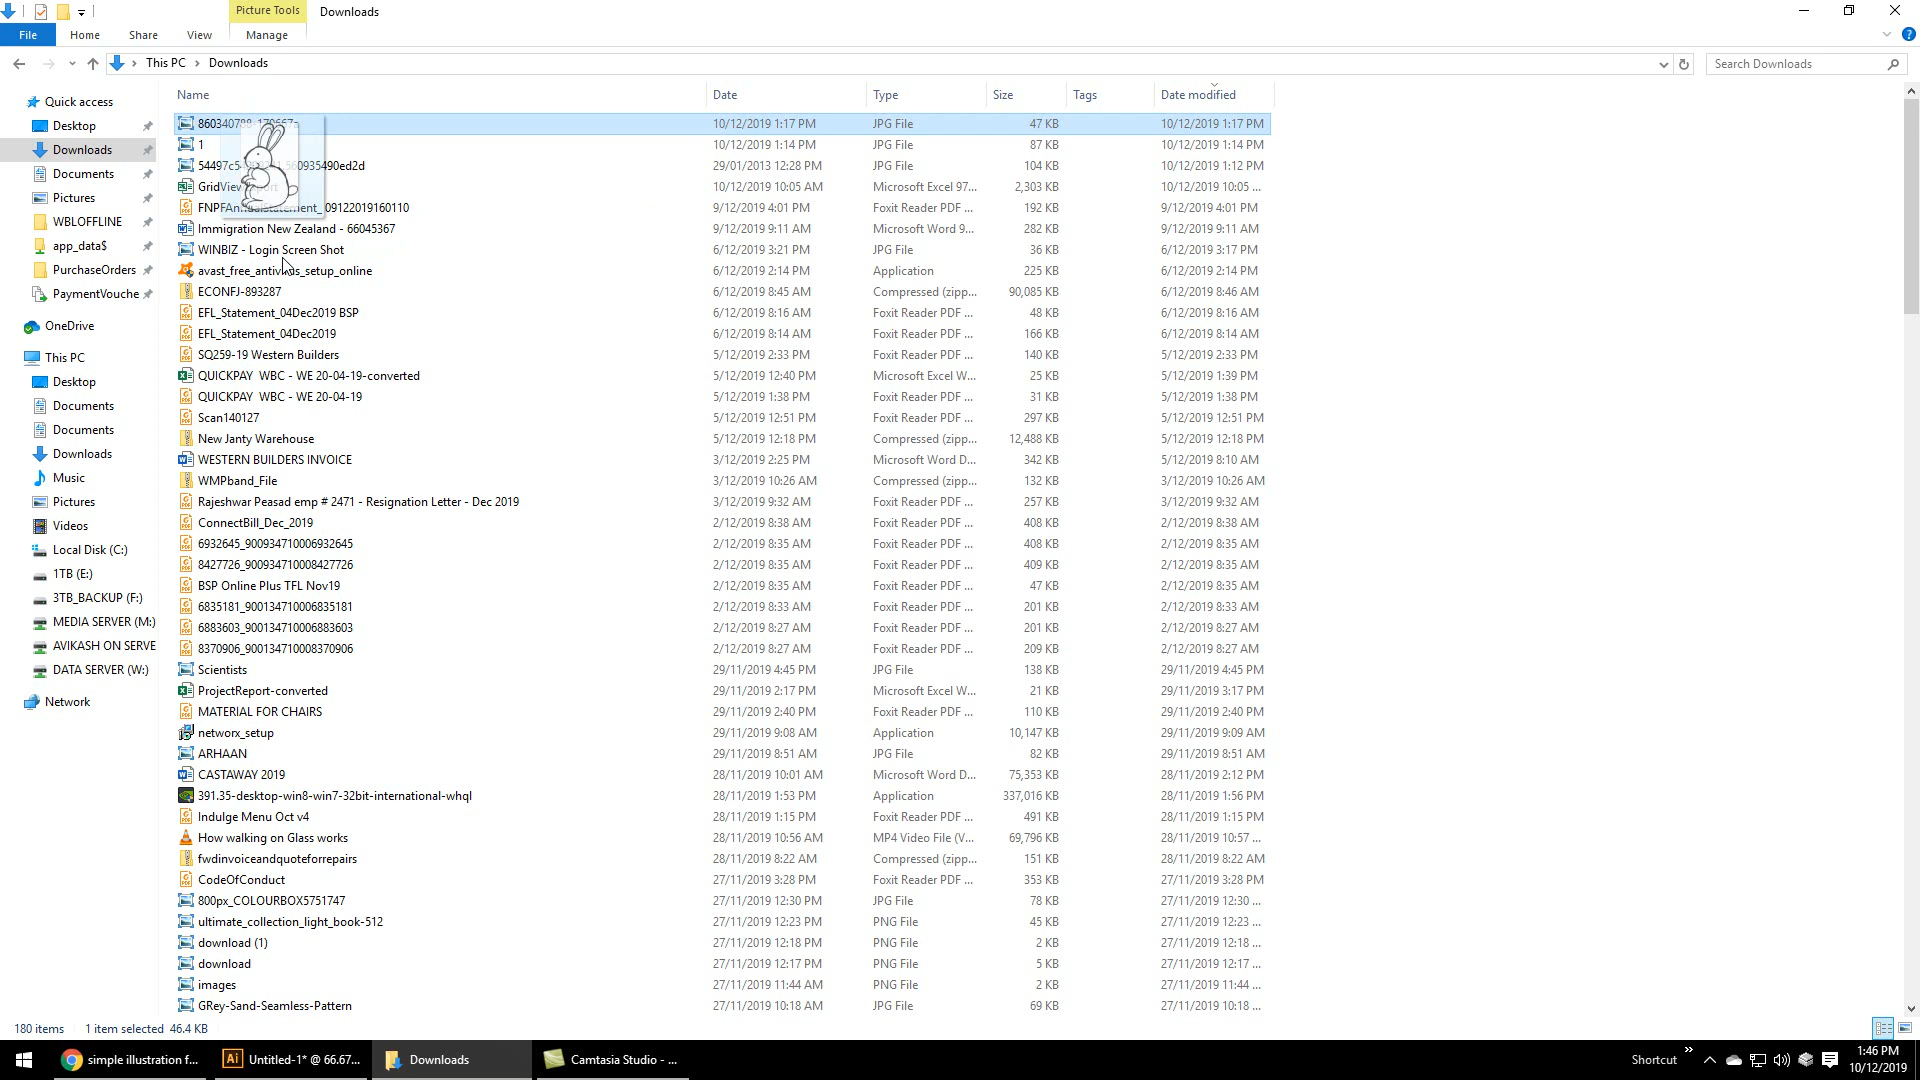 Picture Tools Downloads
File Home Share View Manage
This PC Downloads Search Downloads
Name Date Type Size Tags Date modified
Quick access
Desktop
Downloads
Documents
Pictures
WBLOFFLINE
app_data$
PurchaseOrders
PaymentVouche
OneDrive
This PC
Desktop
Documents
Documents
Downloads
Music
Pictures
Videos
Local Disk (C:)
1TB (E:)
3TB_BACKUP (F:)
MEDIA SERVER (M:)
AVIKASH ON SERVE
DATA SERVER (W:)
Network
10/12/2019 1:17 PM JPG File 47 KB 10/12/2019 1:17 PM
1 10/12/2019 1:14 PM JPG File 87 KB 10/12/2019 1:14 PM
29/01/2013 12:28 PM JPG File 104 KB 10/12/2019 1:12 PM
10/12/2019 10:05 AM Microsoft Excel 97... 2,303 KB 10/12/2019 10:05 ...
FNPFAnnualStatement_09122019160110 9/12/2019 4:01 PM Foxit Reader PDF ... 192 KB 9/12/2019 4:01 PM
Immigration New Zealand - 66045367 9/12/2019 9:11 AM Microsoft Word 9... 282 KB 9/12/2019 9:11 AM
WINBIZ - Login Screen Shot 6/12/2019 3:21 PM JPG File 36 KB 6/12/2019 3:17 PM
avast_free_antivirus_setup_online 6/12/2019 2:14 PM Application 225 KB 6/12/2019 2:14 PM
ECONFJ-893287 6/12/2019 8:45 AM Compressed (zipp... 90,085 KB 6/12/2019 8:46 AM
EFL_Statement_04Dec2019 BSP 6/12/2019 8:16 AM Foxit Reader PDF ... 48 KB 6/12/2019 8:16 AM
EFL_Statement_04Dec2019 6/12/2019 8:14 AM Foxit Reader PDF ... 166 KB 6/12/2019 8:14 AM
SQ259-19 Western Builders 5/12/2019 2:33 PM Foxit Reader PDF ... 140 KB 5/12/2019 2:33 PM
QUICKPAY WBC - WE 20-04-19-converted 5/12/2019 12:40 PM Microsoft Excel W... 25 KB 5/12/2019 1:39 PM
QUICKPAY WBC - WE 20-04-19 5/12/2019 1:38 PM Foxit Reader PDF ... 31 KB 5/12/2019 1:38 PM
Scan140127 5/12/2019 12:51 PM Foxit Reader PDF ... 297 KB 5/12/2019 12:51 PM
New Janty Warehouse 5/12/2019 12:18 PM Compressed (zipp... 12,488 KB 5/12/2019 12:18 PM
WESTERN BUILDERS INVOICE 3/12/2019 2:25 PM Microsoft Word D... 342 KB 5/12/2019 8:10 AM
WMPband_File 3/12/2019 10:26 AM Compressed (zipp... 132 KB 3/12/2019 10:26 AM
Rajeshwar Peasad emp # 2471 - Resignation Letter - Dec 2019 3/12/2019 9:32 AM Foxit Reader PDF ... 257 KB 3/12/2019 9:32 AM
ConnectBill_Dec_2019 2/12/2019 8:38 AM Foxit Reader PDF ... 408 KB 2/12/2019 8:38 AM
6932645_900934710006932645 2/12/2019 8:35 AM Foxit Reader PDF ... 408 KB 2/12/2019 8:35 AM
8427726_900934710008427726 2/12/2019 8:35 AM Foxit Reader PDF ... 409 KB 2/12/2019 8:35 AM
BSP Online Plus TFL Nov19 2/12/2019 8:35 AM Foxit Reader PDF ... 47 KB 2/12/2019 8:35 AM
6835181_900134710006835181 2/12/2019 8:33 AM Foxit Reader PDF ... 201 KB 2/12/2019 8:33 AM
6883603_900134710006883603 2/12/2019 8:27 AM Foxit Reader PDF ... 201 KB 2/12/2019 8:27 AM
8370906_900134710008370906 2/12/2019 8:27 AM Foxit Reader PDF ... 209 KB 2/12/2019 8:27 AM
Scientists 29/11/2019 4:45 PM JPG File 138 KB 29/11/2019 4:45 PM
ProjectReport-converted 29/11/2019 2:17 PM Microsoft Excel W... 21 KB 29/11/2019 3:17 PM
MATERIAL FOR CHAIRS 29/11/2019 2:40 PM Foxit Reader PDF ... 110 KB 29/11/2019 2:40 PM
networx_setup 29/11/2019 9:08 AM Application 10,147 KB 29/11/2019 9:09 AM
ARHAAN 29/11/2019 8:51 AM JPG File 82 KB 29/11/2019 8:51 AM
CASTAWAY 2019 28/11/2019 10:01 AM Microsoft Word D... 75,353 KB 28/11/2019 2:12 PM
391.35-desktop-win8-win7-32bit-international-whql 28/11/2019 1:53 PM Application 337,016 KB 28/11/2019 1:56 PM
Indulge Menu Oct v4 28/11/2019 1:15 PM Foxit Reader PDF ... 491 KB 28/11/2019 1:15 PM
How walking on Glass works 28/11/2019 10:56 AM MP4 Video File (V... 69,796 KB 28/11/2019 10:57 ...
fwdinvoiceandquoteforrepairs 28/11/2019 8:22 AM Compressed (zipp... 151 KB 28/11/2019 8:22 AM
CodeOfConduct 27/11/2019 3:28 PM Foxit Reader PDF ... 353 KB 27/11/2019 3:28 PM
800px_COLOURBOX5751747 27/11/2019 12:30 PM JPG File 78 KB 27/11/2019 12:30 ...
ultimate_collection_light_book-512 27/11/2019 12:23 PM PNG File 45 KB 27/11/2019 12:23 ...
download (1) 27/11/2019 12:18 PM PNG File 2 KB 27/11/2019 12:18 ...
download 27/11/2019 12:17 PM PNG File 5 KB 27/11/2019 12:17 ...
images 27/11/2019 11:44 AM PNG File 2 KB 27/11/2019 11:44 ...
GRey-Sand-Seamless-Pattern 27/11/2019 10:18 AM JPG File 69 KB 27/11/2019 10:18 ...
180 items 1 item selected 46.4 KB
simple illustration f... Ai Untitled-1* @ 66.67... Downloads Camtasia Studio - ... Shortcut 1:46 PM
10/12/2019